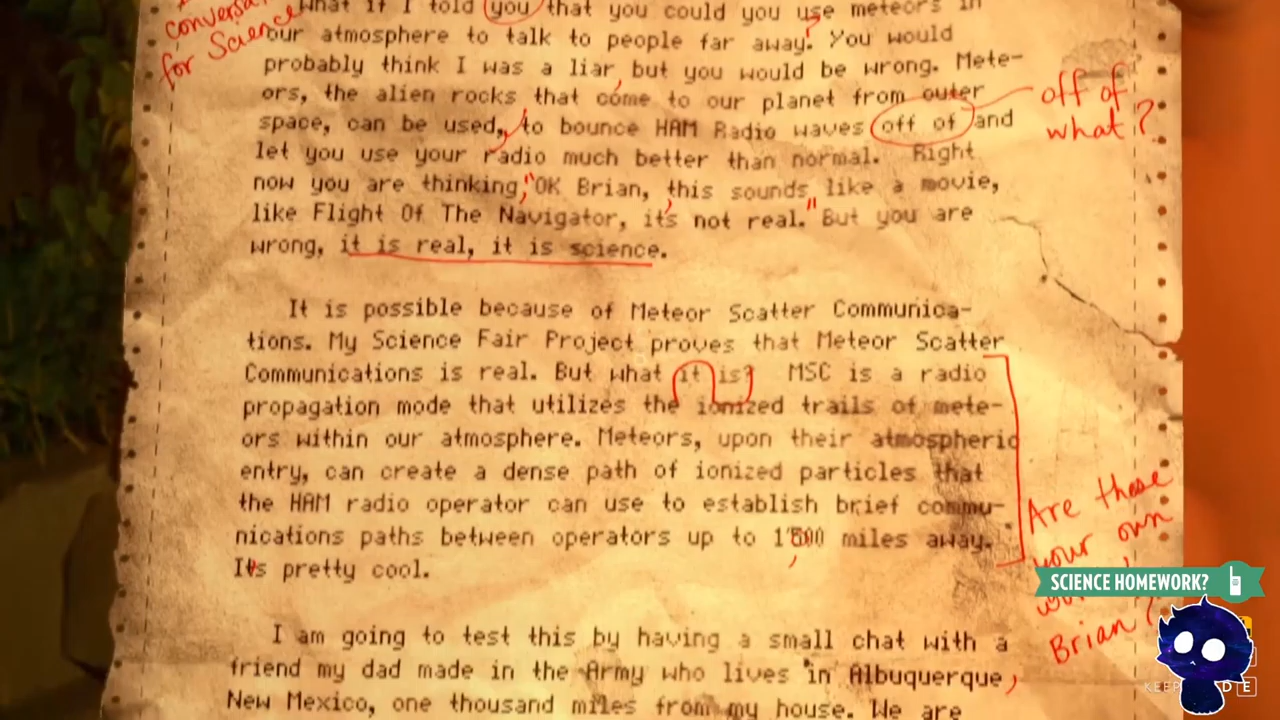 conversa
for Science
What if I told you that you could you use meteors in
our atmosphere to talk to people far away. You would
probably think I was a liar, but you would be wrong. Mete-
ors, the alien rocks that come to our planet from outer
space, can be used, to bounce HAM Radio waves off of and
let you use your radio much better than normal. Right
now you are thinking, "OK Brian, this sounds like a movie,
like Flight Of The Navigator, it's not real." But you are
wrong, it is real, it is science.
off of
what?
It is possible because of Meteor Scatter Communica-
tions. My Science Fair Project proves that Meteor Scatter
Communications is real. But what it is? MSC is a radio
propagation mode that utilizes the ionized trails of mete-
ors within our atmosphere. Meteors, upon their atmospheric
entry, can create a dense path of ionized particles that
the HAM radio operator can use to establish brief commu-
nications paths between operators up to 1,500 miles away.
It's pretty cool.
Are these
your own
Brian?
I am going to test this by having a small chat with a
friend my dad made in the Army who lives in Albuquerque,
New Mexico, one thousand miles from my house. We are
SCIENCE HOMEWORK?
KEEP
DE
E